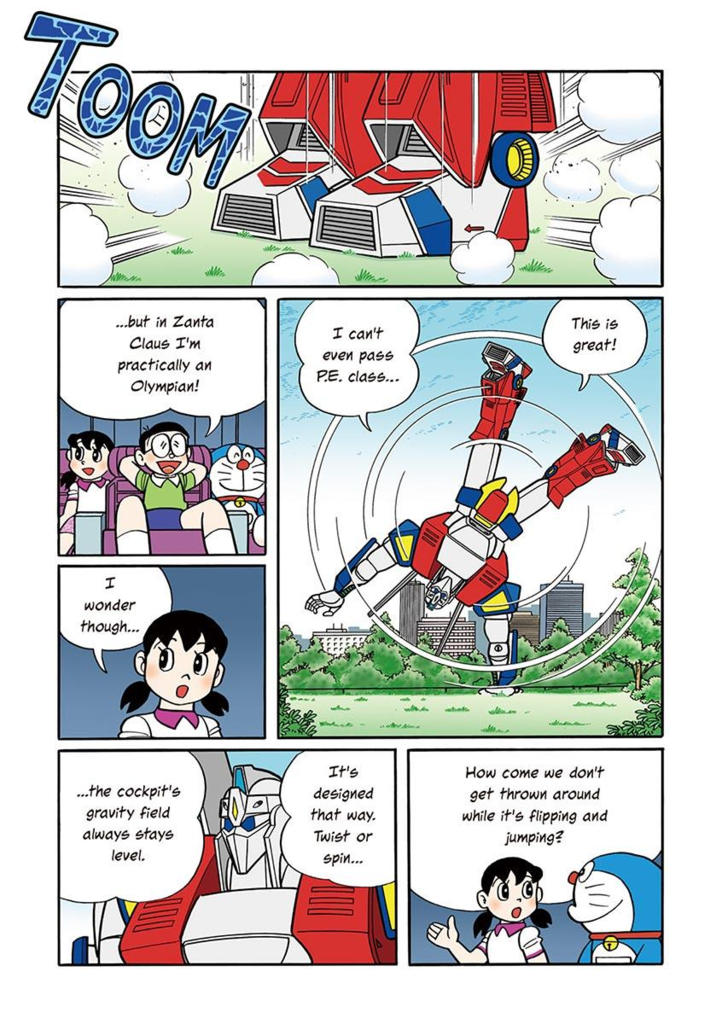 TOOM
This is
great!
I can't
even pass
P.E. class...
...but in Zanta
Claus I'm
practically an
Olympian!
I
wonder
though...
How come we don't
get thrown around
while it's flipping and
jumping?
It's
designed
that way.
Twist or
spin...
...the cockpit's
gravity field
always stays
level.